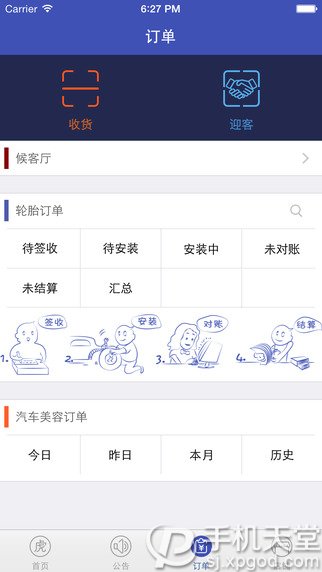 Carrier 6:27 PM
订单
收货 迎客
候客厅
轮胎订单
待签收 待安装 安装中 未对账
未结算 汇总
签收 安装 对账 结算
1. 2. 3. 4.
汽车美容订单
今日 昨日 本月 历史
虎
首页 公告 订单
手机天堂
sj.xpgod.com